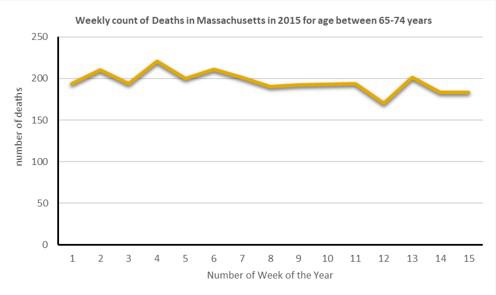 Weekly count of Deaths in Massachusetts in 2015 for age between 65-74 years
250
200
150
100
50
0
number of deaths
1 2 3 4 5 6 7 8 9 10 11 12 13 14 15
Number of Week of the Year